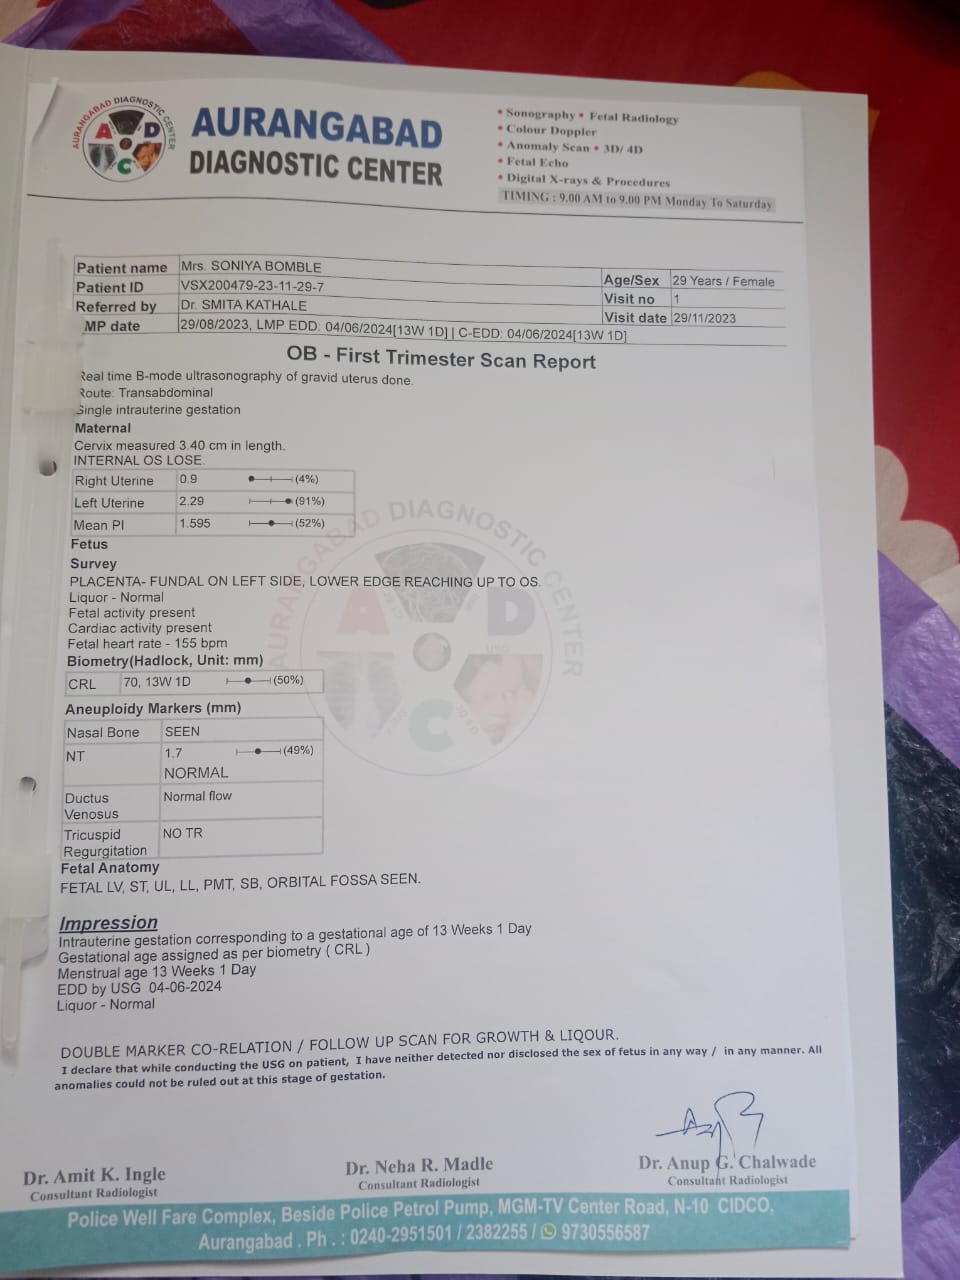 AURANGABAD DIAGNOSTIC CENTER
A D
C
AURANGABAD
DIAGNOSTIC CENTER
• Sonography • Fetal Radiology
• Colour Doppler
• Anomaly Scan • 3D/ 4D
• Fetal Echo
• Digital X-rays & Procedures
TIMING : 9.00 AM to 9.00 PM Monday To Saturday
Patient name Mrs. SONIYA BOMBLE
Patient ID VSX200479-23-11-29-7 Age/Sex 29 Years / Female
Referred by Dr. SMITA KATHALE Visit no 1
MP date 29/08/2023, LMP EDD: 04/06/2024[13W 1D] | C-EDD: 04/06/2024[13W 1D] Visit date 29/11/2023
OB - First Trimester Scan Report
Real time B-mode ultrasonography of gravid uterus done.
Route: Transabdominal
Single intrauterine gestation
Maternal
Cervix measured 3.40 cm in length.
INTERNAL OS LOSE.
Right Uterine 0.9 (4%)
Left Uterine 2.29 (91%)
Mean PI 1.595 (52%)
Fetus
Survey
PLACENTA- FUNDAL ON LEFT SIDE, LOWER EDGE REACHING UP TO OS.
Liquor - Normal
Fetal activity present
Cardiac activity present
Fetal heart rate - 155 bpm
Biometry(Hadlock, Unit: mm)
CRL 70, 13W 1D (50%)
Aneuploidy Markers (mm)
Nasal Bone SEEN
NT 1.7 (49%)
NORMAL
Ductus Venosus Normal flow
Tricuspid Regurgitation NO TR
Fetal Anatomy
FETAL LV, ST, UL, LL, PMT, SB, ORBITAL FOSSA SEEN.
Impression
Intrauterine gestation corresponding to a gestational age of 13 Weeks 1 Day
Gestational age assigned as per biometry ( CRL )
Menstrual age 13 Weeks 1 Day
EDD by USG 04-06-2024
Liquor - Normal
DOUBLE MARKER CO-RELATION / FOLLOW UP SCAN FOR GROWTH & LIQOUR.
I declare that while conducting the USG on patient, I have neither detected nor disclosed the sex of fetus in any way / in any manner. All
anomalies could not be ruled out at this stage of gestation.
Dr. Amit K. Ingle
Consultant Radiologist
Dr. Neha R. Madle
Consultant Radiologist
Dr. Anup G. Chalwade
Consultant Radiologist
Police Well Fare Complex, Beside Police Petrol Pump, MGM-TV Center Road, N-10 CIDCO,
Aurangabad . Ph . : 0240-2951501 / 2382255 / 9730556587